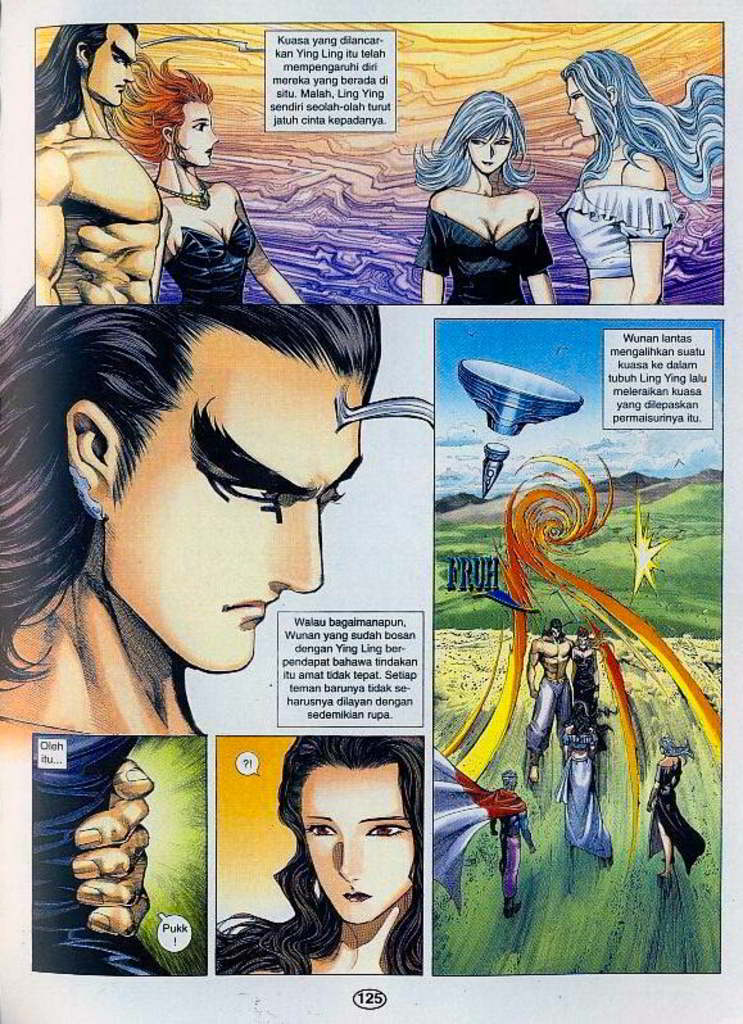 Kuasa yang dilancar-
kan Ying Ling itu telah
mempengaruhi diri
mereka yang berada di
situ. Malah, Ling Ying
sendiri seolah-olah turut
jatuh cinta kepadanya.
Walau bagaimanapun,
Wunan yang sudah bosan
dengan Ying Ling ber-
pendapat bahawa tindakan
itu amat tidak tepat. Setiap
teman barunya tidak se-
harusnya dilayan dengan
sedemikian rupa.
Oleh
itu...
Pukk
!
?!
Wunan lantas
mengalihkan suatu
kuasa ke dalam
tubuh Ling Ying lalu
meleraikan kuasa
yang dilepaskan
permaisurinya itu.
FRUH
125